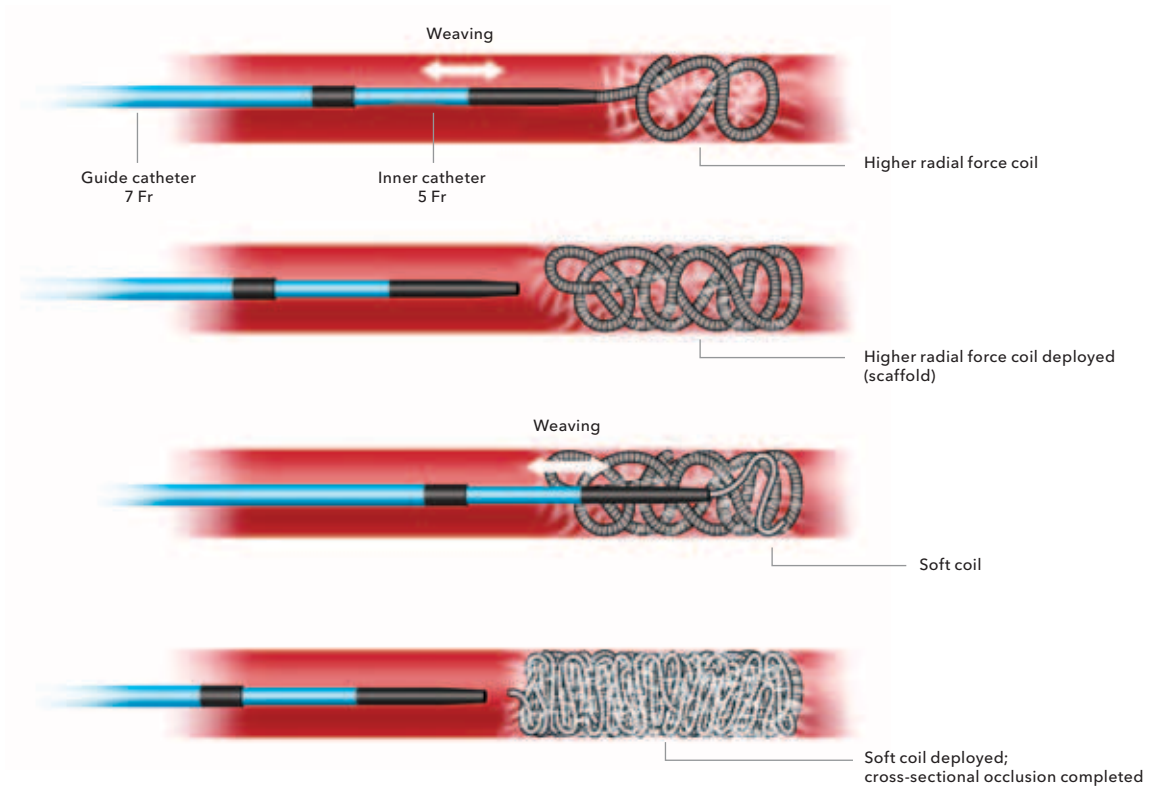 Weaving
Guide catheter
7 Fr
Inner catheter
5 Fr
Higher radial force coil
Higher radial force coil deployed
(scaffold)
Weaving
Soft coil
Soft coil deployed;
cross-sectional occlusion completed